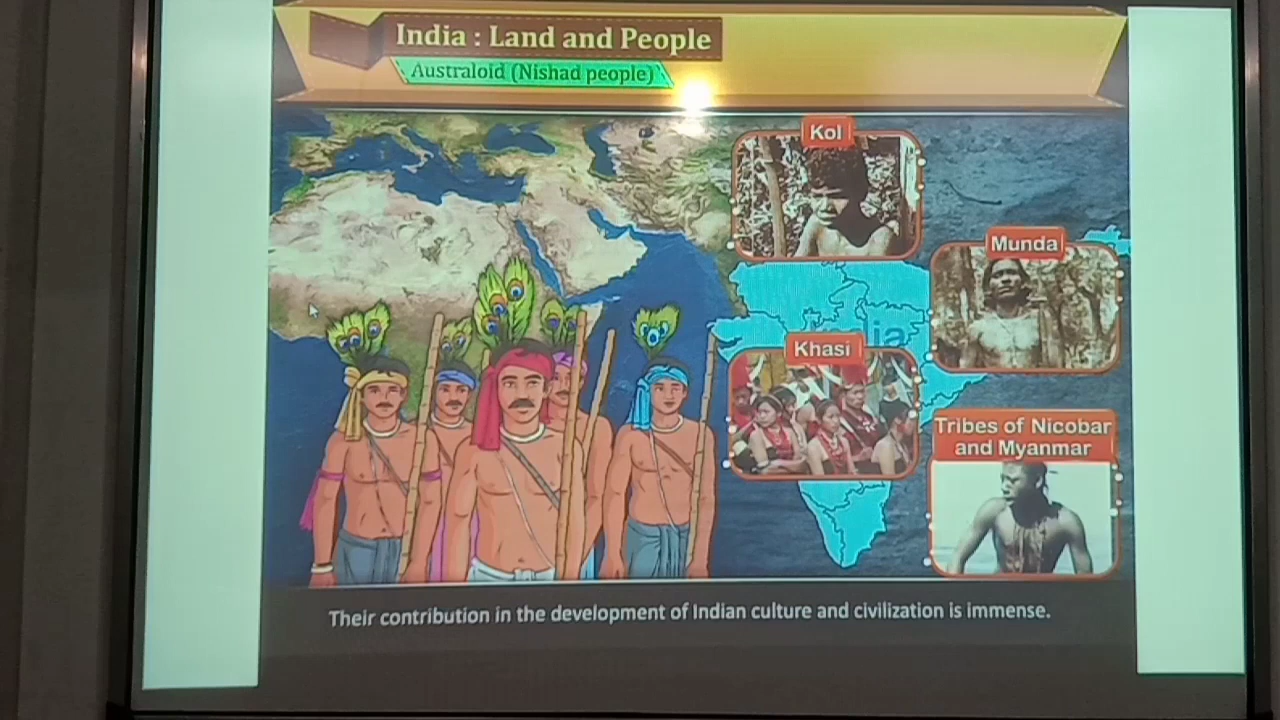 India : Land and People
Australoid (Nishad people)
Kol
Munda
Khasi
Tribes of Nicobar
and Myanmar
Their contribution in the development of Indian culture and civilization is immense.